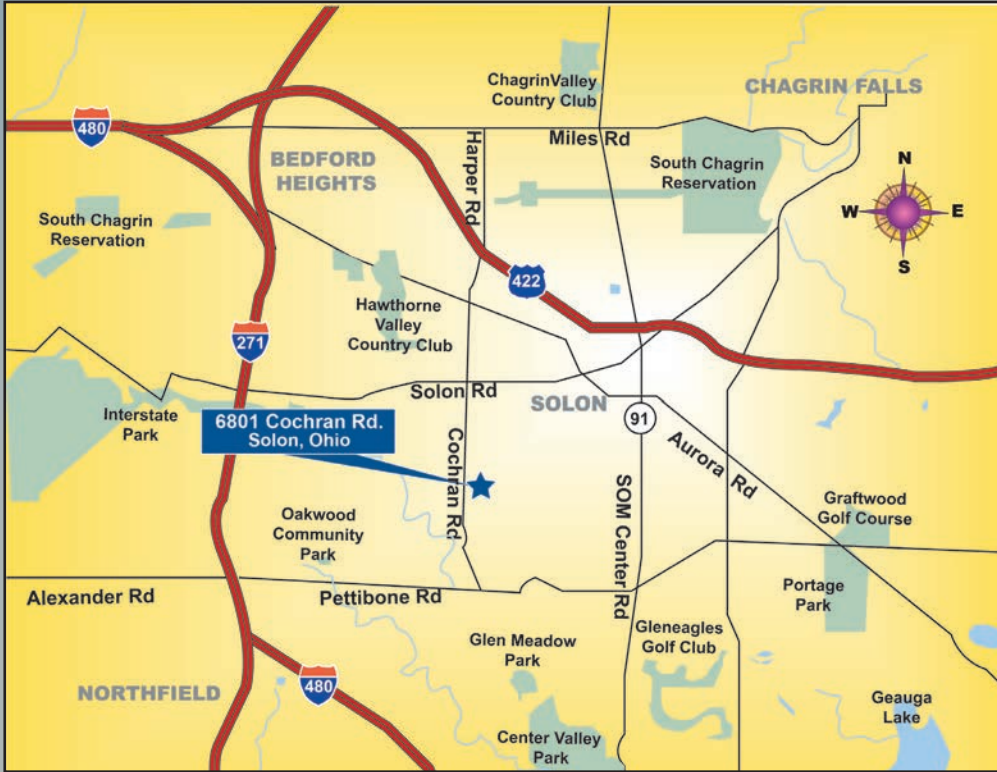 ChagrinValley
Country Club
CHAGRIN FALLS
480
Miles Rd
Harper Rd
BEDFORD
HEIGHTS
South Chagrin
Reservation
N
W
E
S
South Chagrin
Reservation
422
Hawthorne
Valley
Country Club
271
Solon Rd
SOLON
Interstate
Park
6801 Cochran Rd.
Solon, Ohio
91
Cochran Rd
Aurora Rd
SOM Center Rd
Graftwood
Golf Course
Oakwood
Community
Park
Alexander Rd
Pettibone Rd
Portage
Park
Glen Meadow
Park
Gleneagles
Golf Club
NORTHFIELD
480
Geauga
Lake
Center Valley
Park